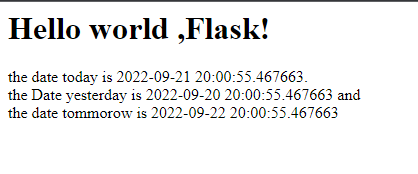 Hello world ,Flask!
the date today is 2022-09-21 20:00:55.467663.
the Date yesterday is 2022-09-20 20:00:55.467663 and
the date tommorow is 2022-09-22 20:00:55.467663